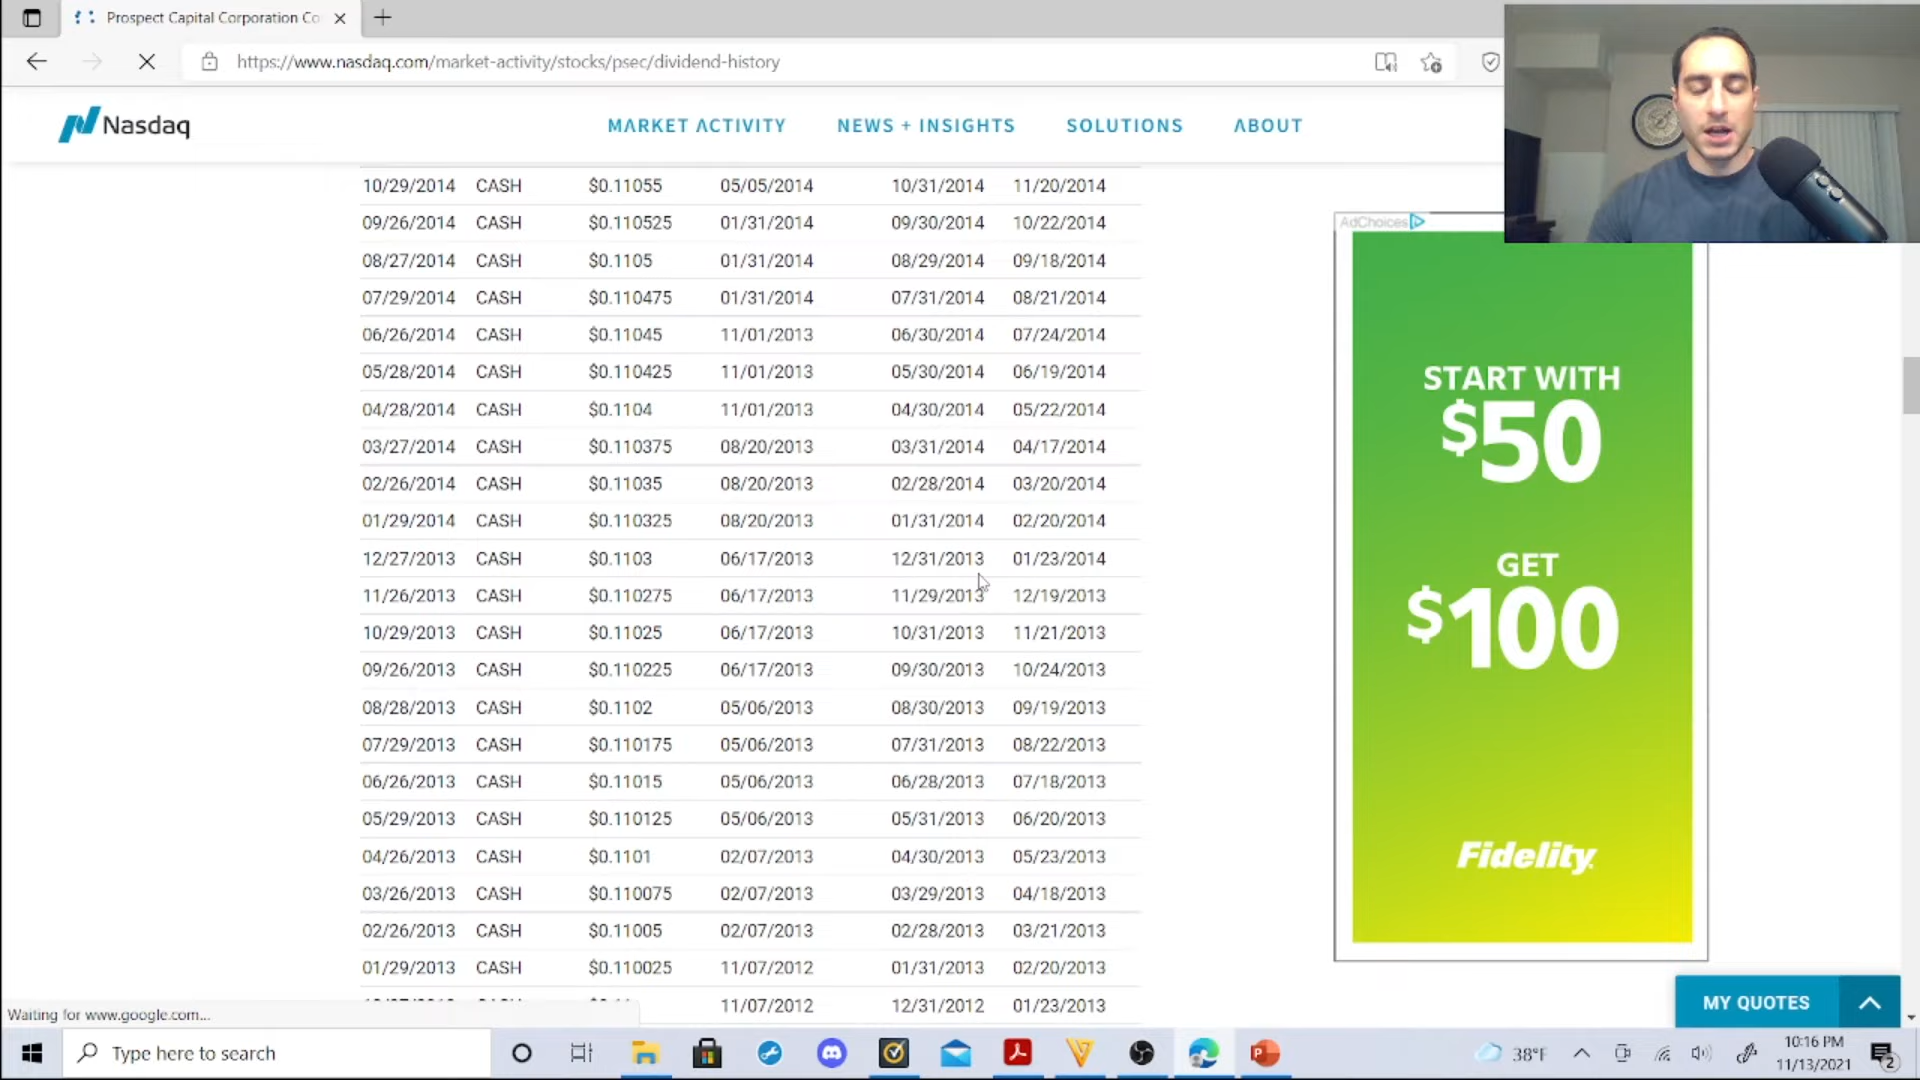 Prospect Capital Corporation Co
https://www.nasdaq.com/market-activity/stocks/psec/dividend-history
Nasdaq
MARKET ACTIVITY NEWS + INSIGHTS SOLUTIONS ABOUT
10/29/2014 CASH $0.11055 05/05/2014 10/31/2014 11/20/2014
09/26/2014 CASH $0.110525 01/31/2014 09/30/2014 10/22/2014
08/27/2014 CASH $0.1105 01/31/2014 08/29/2014 09/18/2014
07/29/2014 CASH $0.110475 01/31/2014 07/31/2014 08/21/2014
06/26/2014 CASH $0.11045 11/01/2013 06/30/2014 07/24/2014
05/28/2014 CASH $0.110425 11/01/2013 05/30/2014 06/19/2014
04/28/2014 CASH $0.1104 11/01/2013 04/30/2014 05/22/2014
03/27/2014 CASH $0.110375 08/20/2013 03/31/2014 04/17/2014
02/26/2014 CASH $0.11035 08/20/2013 02/28/2014 03/20/2014
01/29/2014 CASH $0.110325 08/20/2013 01/31/2014 02/20/2014
12/27/2013 CASH $0.1103 06/17/2013 12/31/2013 01/23/2014
11/26/2013 CASH $0.110275 06/17/2013 11/29/2013 12/19/2013
10/29/2013 CASH $0.11025 06/17/2013 10/31/2013 11/21/2013
09/26/2013 CASH $0.110225 06/17/2013 09/30/2013 10/24/2013
08/28/2013 CASH $0.1102 05/06/2013 08/30/2013 09/19/2013
07/29/2013 CASH $0.110175 05/06/2013 07/31/2013 08/22/2013
06/26/2013 CASH $0.11015 05/06/2013 06/28/2013 07/18/2013
05/29/2013 CASH $0.110125 05/06/2013 05/31/2013 06/20/2013
04/26/2013 CASH $0.1101 02/07/2013 04/30/2013 05/23/2013
03/26/2013 CASH $0.110075 02/07/2013 03/29/2013 04/18/2013
02/26/2013 CASH $0.11005 02/07/2013 02/28/2013 03/21/2013
01/29/2013 CASH $0.110025 11/07/2012 01/31/2013 02/20/2013
11/07/2012 12/31/2012 01/23/2013
AdChoices
START WITH
$50
GET
$100
Fidelity
MY QUOTES
Waiting for www.google.com...
Type here to search
38°F
10:16 PM
11/13/2021
2